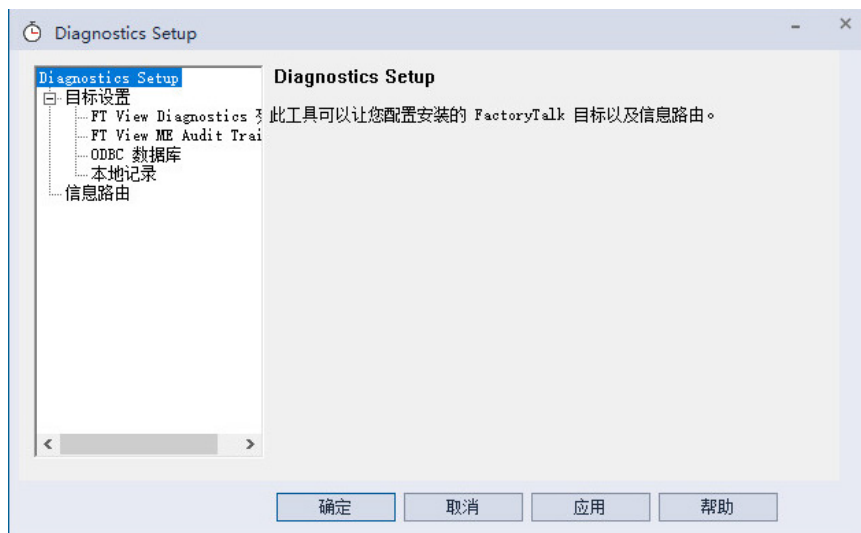 Diagnostics Setup
Diagnostics Setup
目标设置
FT View Diagnostics
FT View ME Audit Trai
ODBC 数据库
本地记录
信息路由
Diagnostics Setup
此工具可以让您配置安装的 FactoryTalk 目标以及信息路由。
确定
取消
应用
帮助